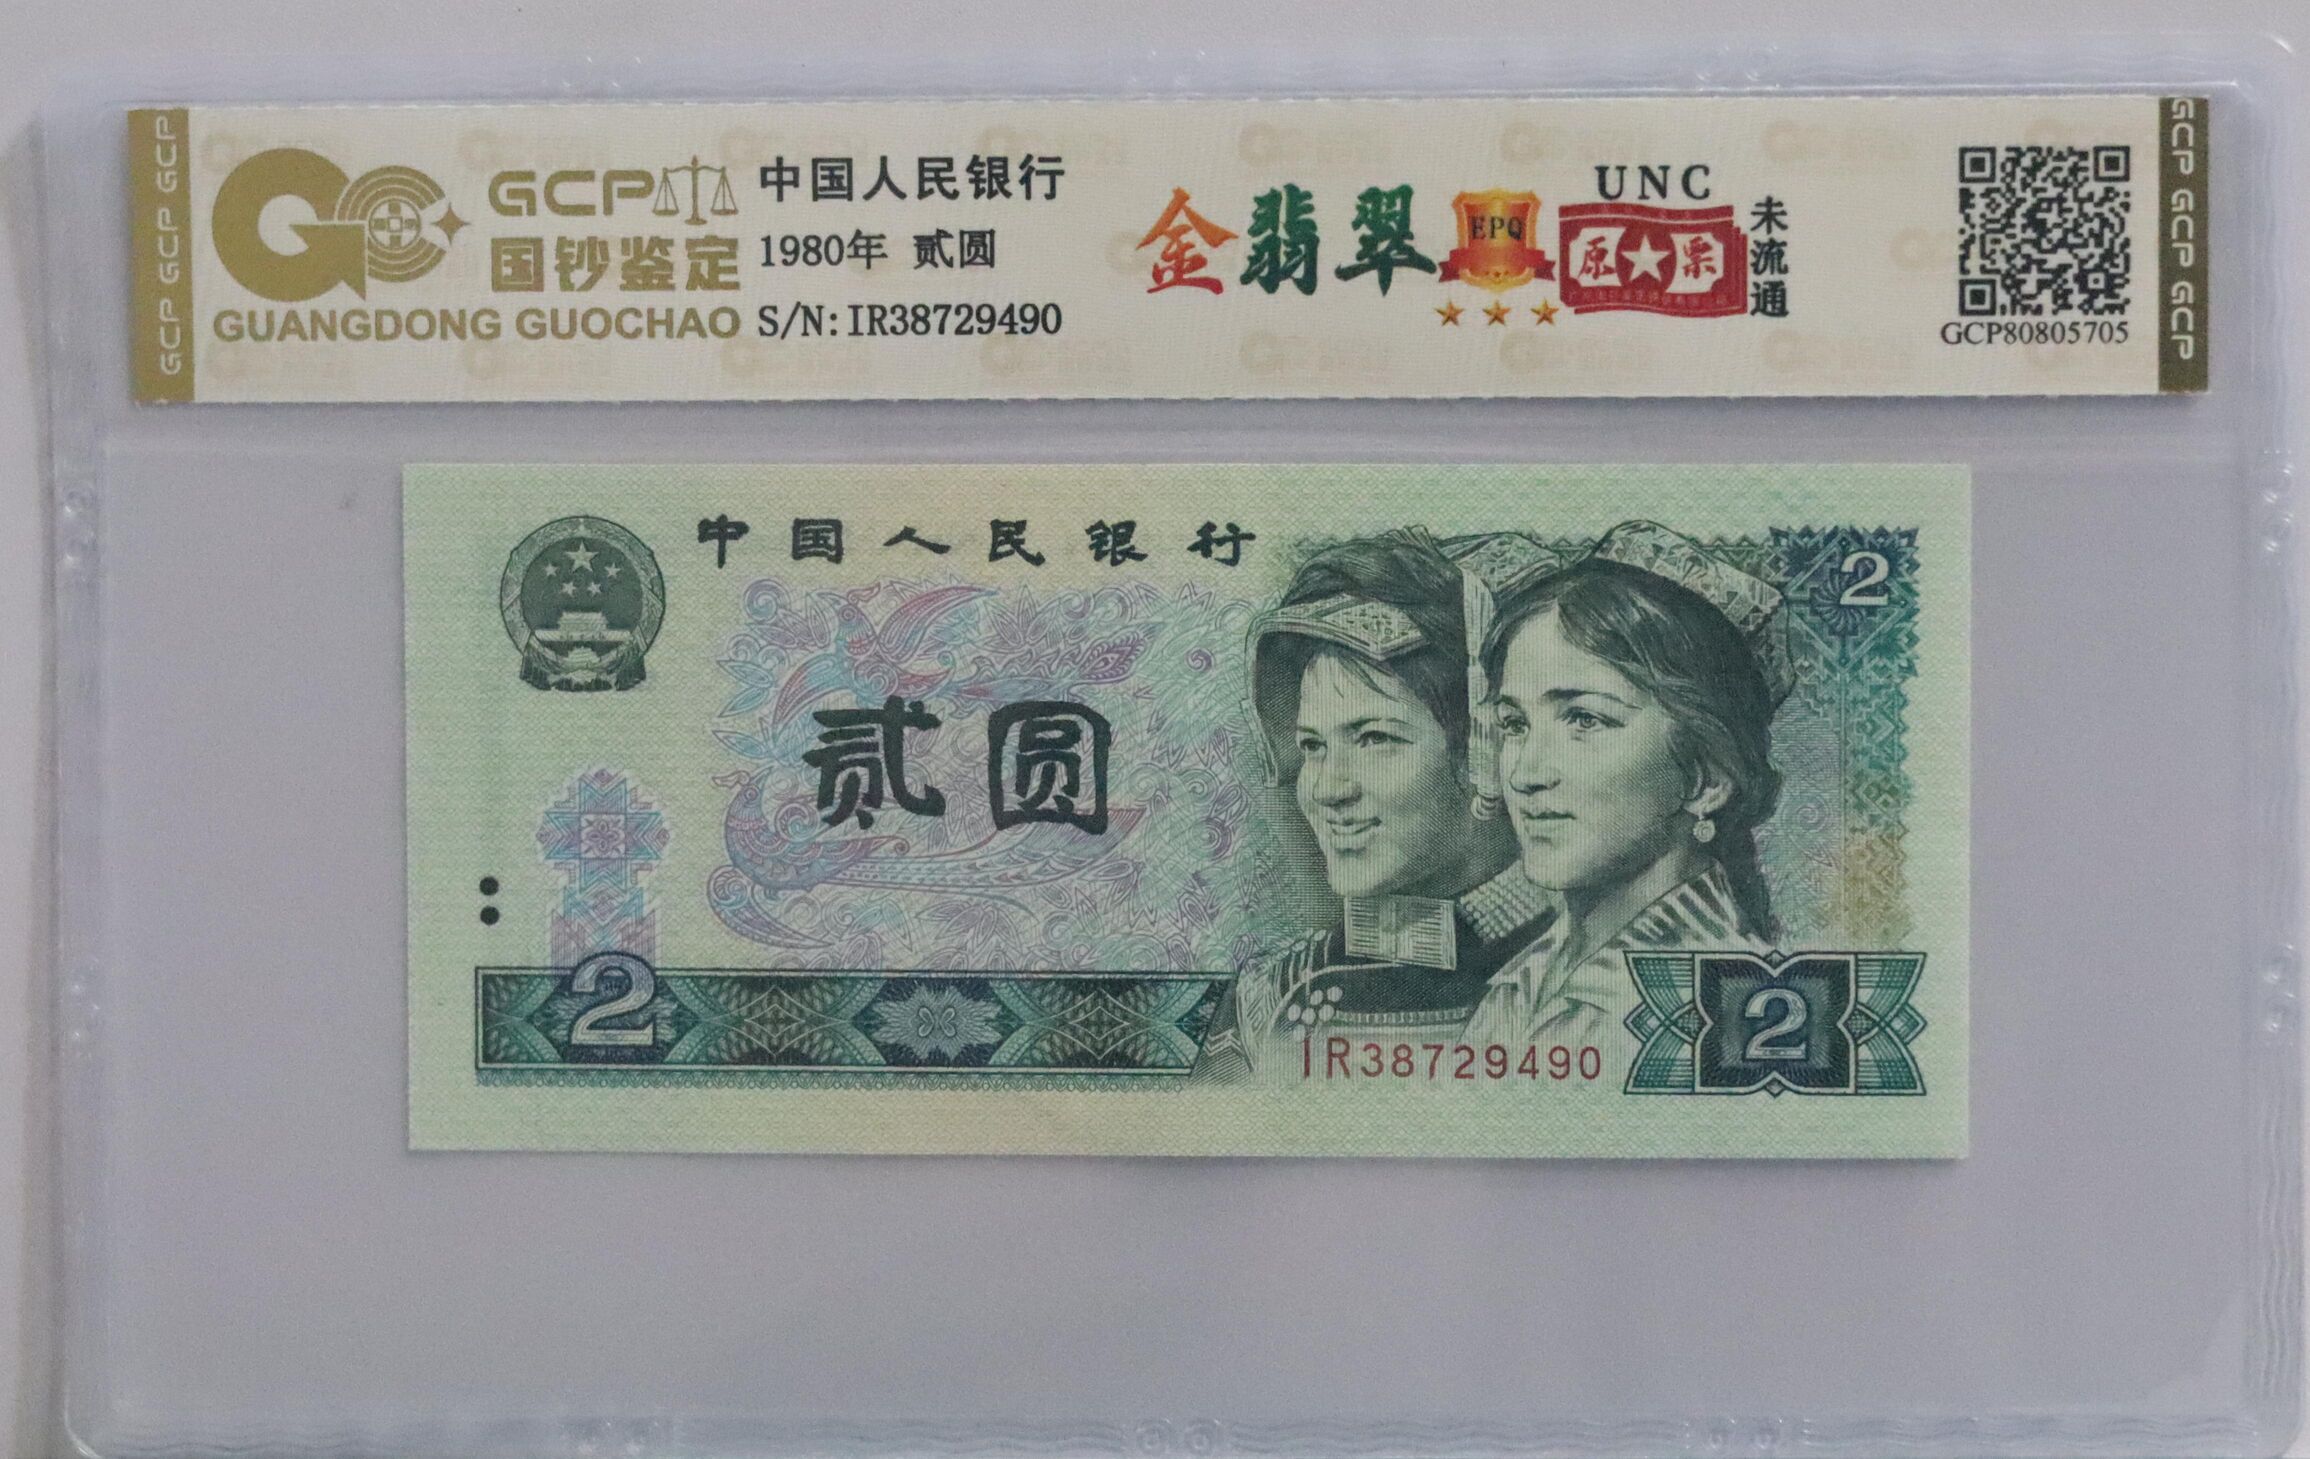 GCP GCP GCP
GCP
国钞鉴定
GUANGDONG GUOCHAO
中国人民银行
1980年 贰圆
S/N: IR38729490
金翡翠
EPQ
UNC
原票
未流通
GCP80805705
GCP GCP GCP
中国人民银行
2
贰圆
2
IR38729490
2